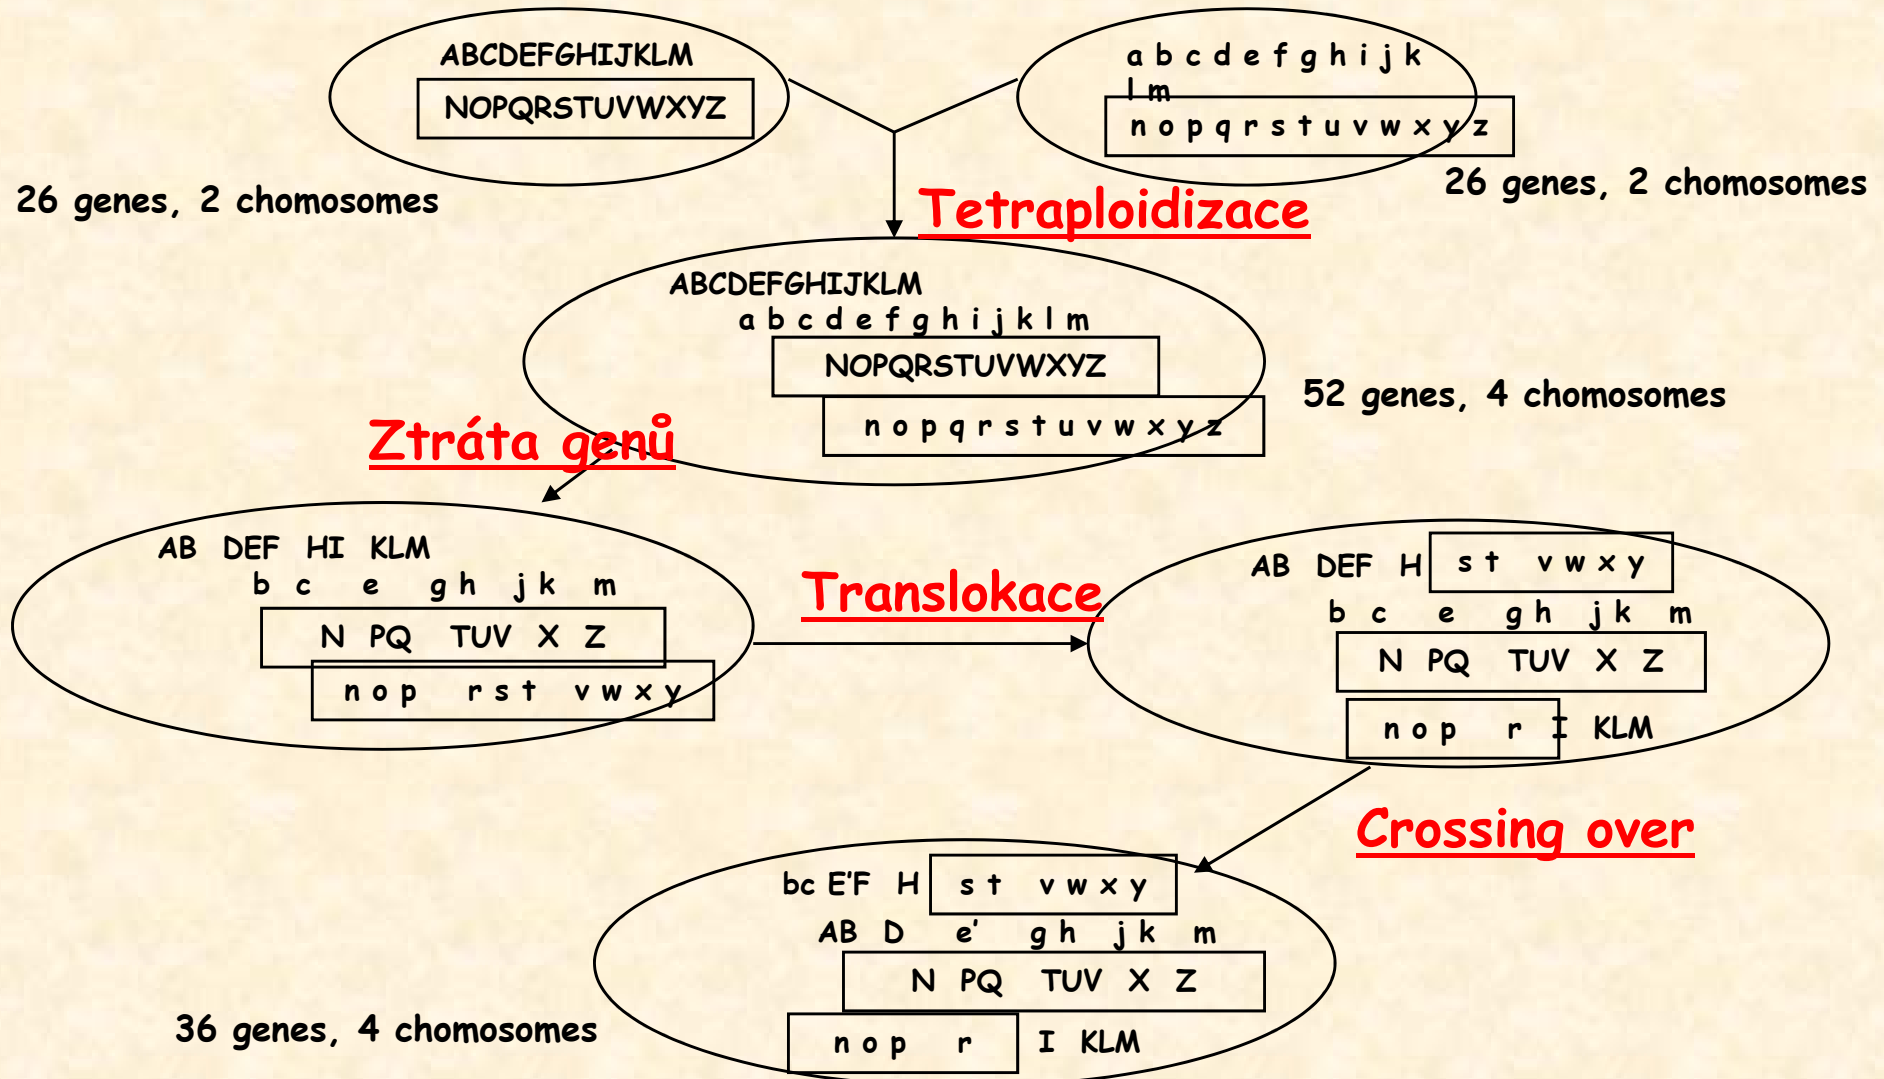 ABCDEFGHIJKLM
NOPQRSTUVWXYZ
a b c d e f g h i j k
l m
n o p q r s t u v w x y z
26 genes, 2 chomosomes
26 genes, 2 chomosomes
Tetraploidizace
ABCDEFGHIJKLM
a b c d e f g h i j k l m
NOPQRSTUVWXYZ
n o p q r s t u v w x y z
52 genes, 4 chomosomes
Ztráta genů
AB DEF HI KLM
b c e g h j k m
N PQ TUV X Z
n o p r s t v w x y
Translokace
AB DEF H s t v w x y
b c e g h j k m
N PQ TUV X Z
n o p r I KLM
Crossing over
bc E'F H s t v w x y
AB D e' g h j k m
N PQ TUV X Z
n o p r I KLM
36 genes, 4 chomosomes